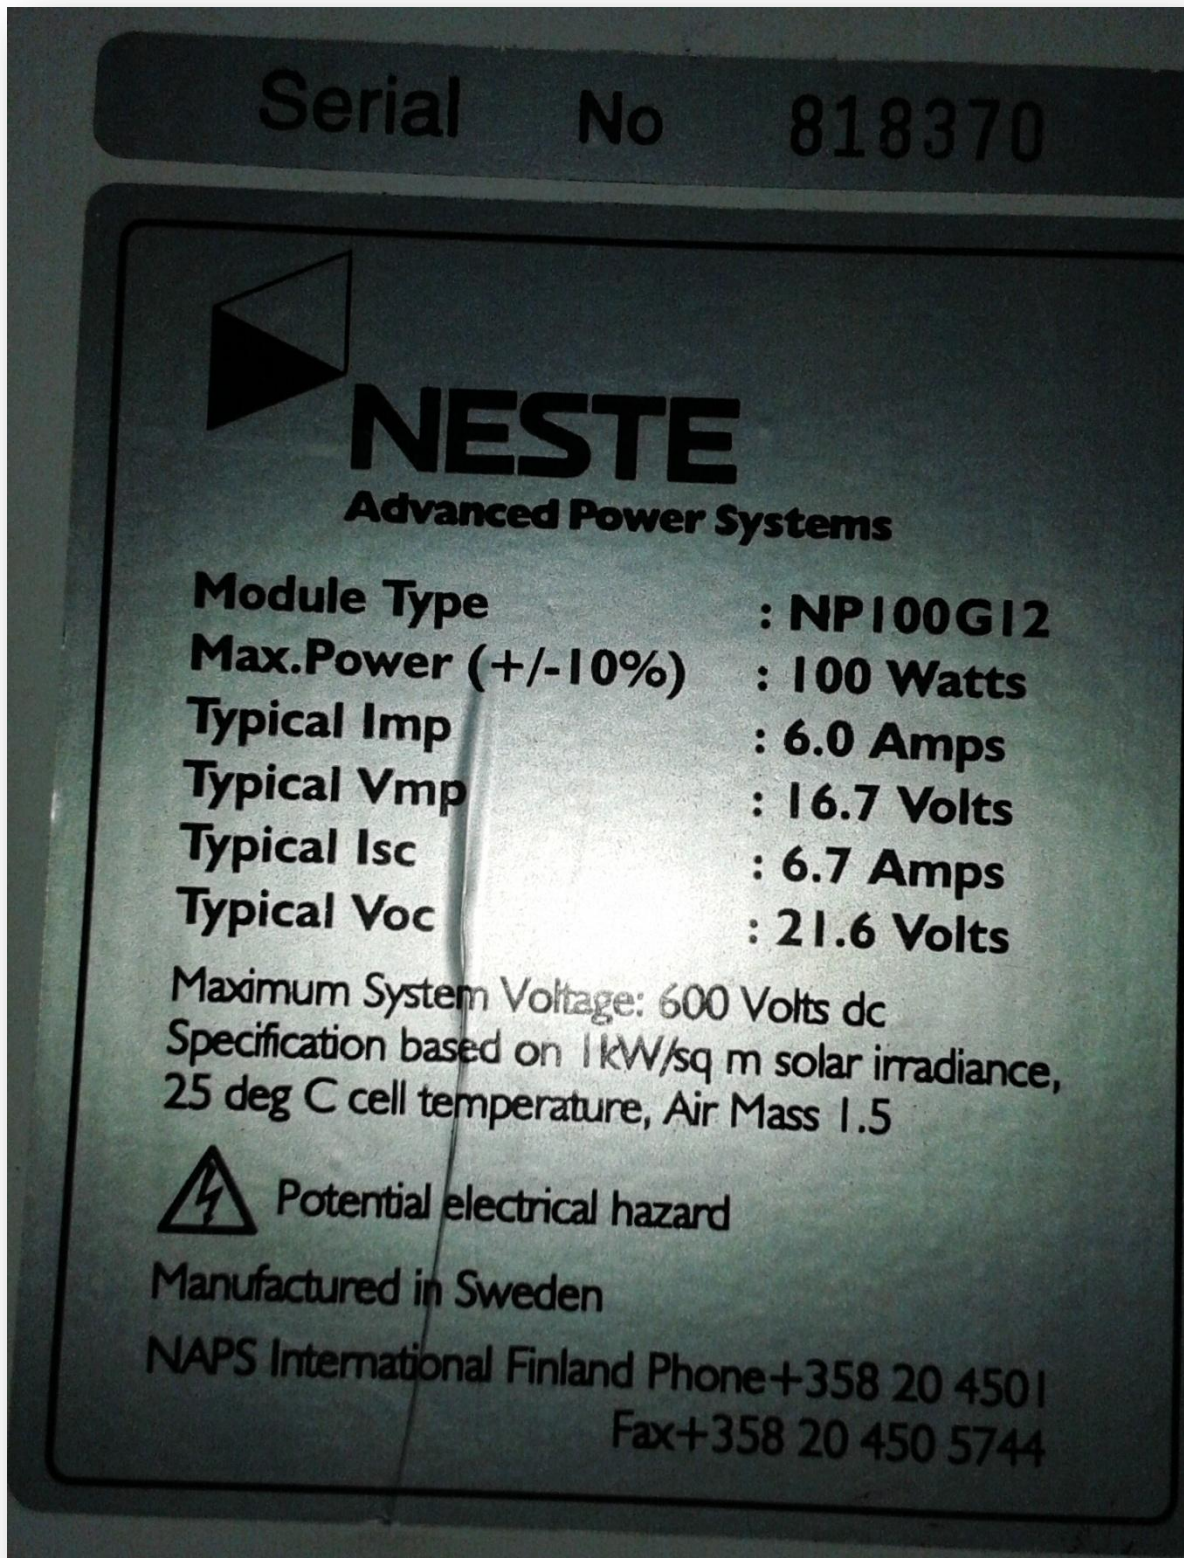 Serial No 818370
NESTE
Advanced Power Systems
Module Type : NP100G12
Max.Power (+/-10%) : 100 Watts
Typical Imp : 6.0 Amps
Typical Vmp : 16.7 Volts
Typical Isc : 6.7 Amps
Typical Voc : 21.6 Volts
Maximum System Voltage: 600 Volts dc
Specification based on 1kW/sq m solar irradiance,
25 deg C cell temperature, Air Mass 1.5
Potential electrical hazard
Manufactured in Sweden
NAPS International Finland Phone+358 20 4501
Fax+358 20 450 5744